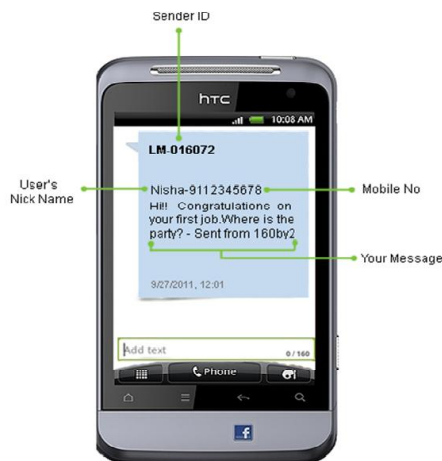 Sender ID
hTC
10:08 AM
LM-016072
User's
Nick Name
Nisha-9112345678
Mobile No
Hi!! Congratulations on
your first job.Where is the
party? - Sent from 160by2
Your Message
9/27/2011, 12:01
Add text
0 / 160
Phone
f